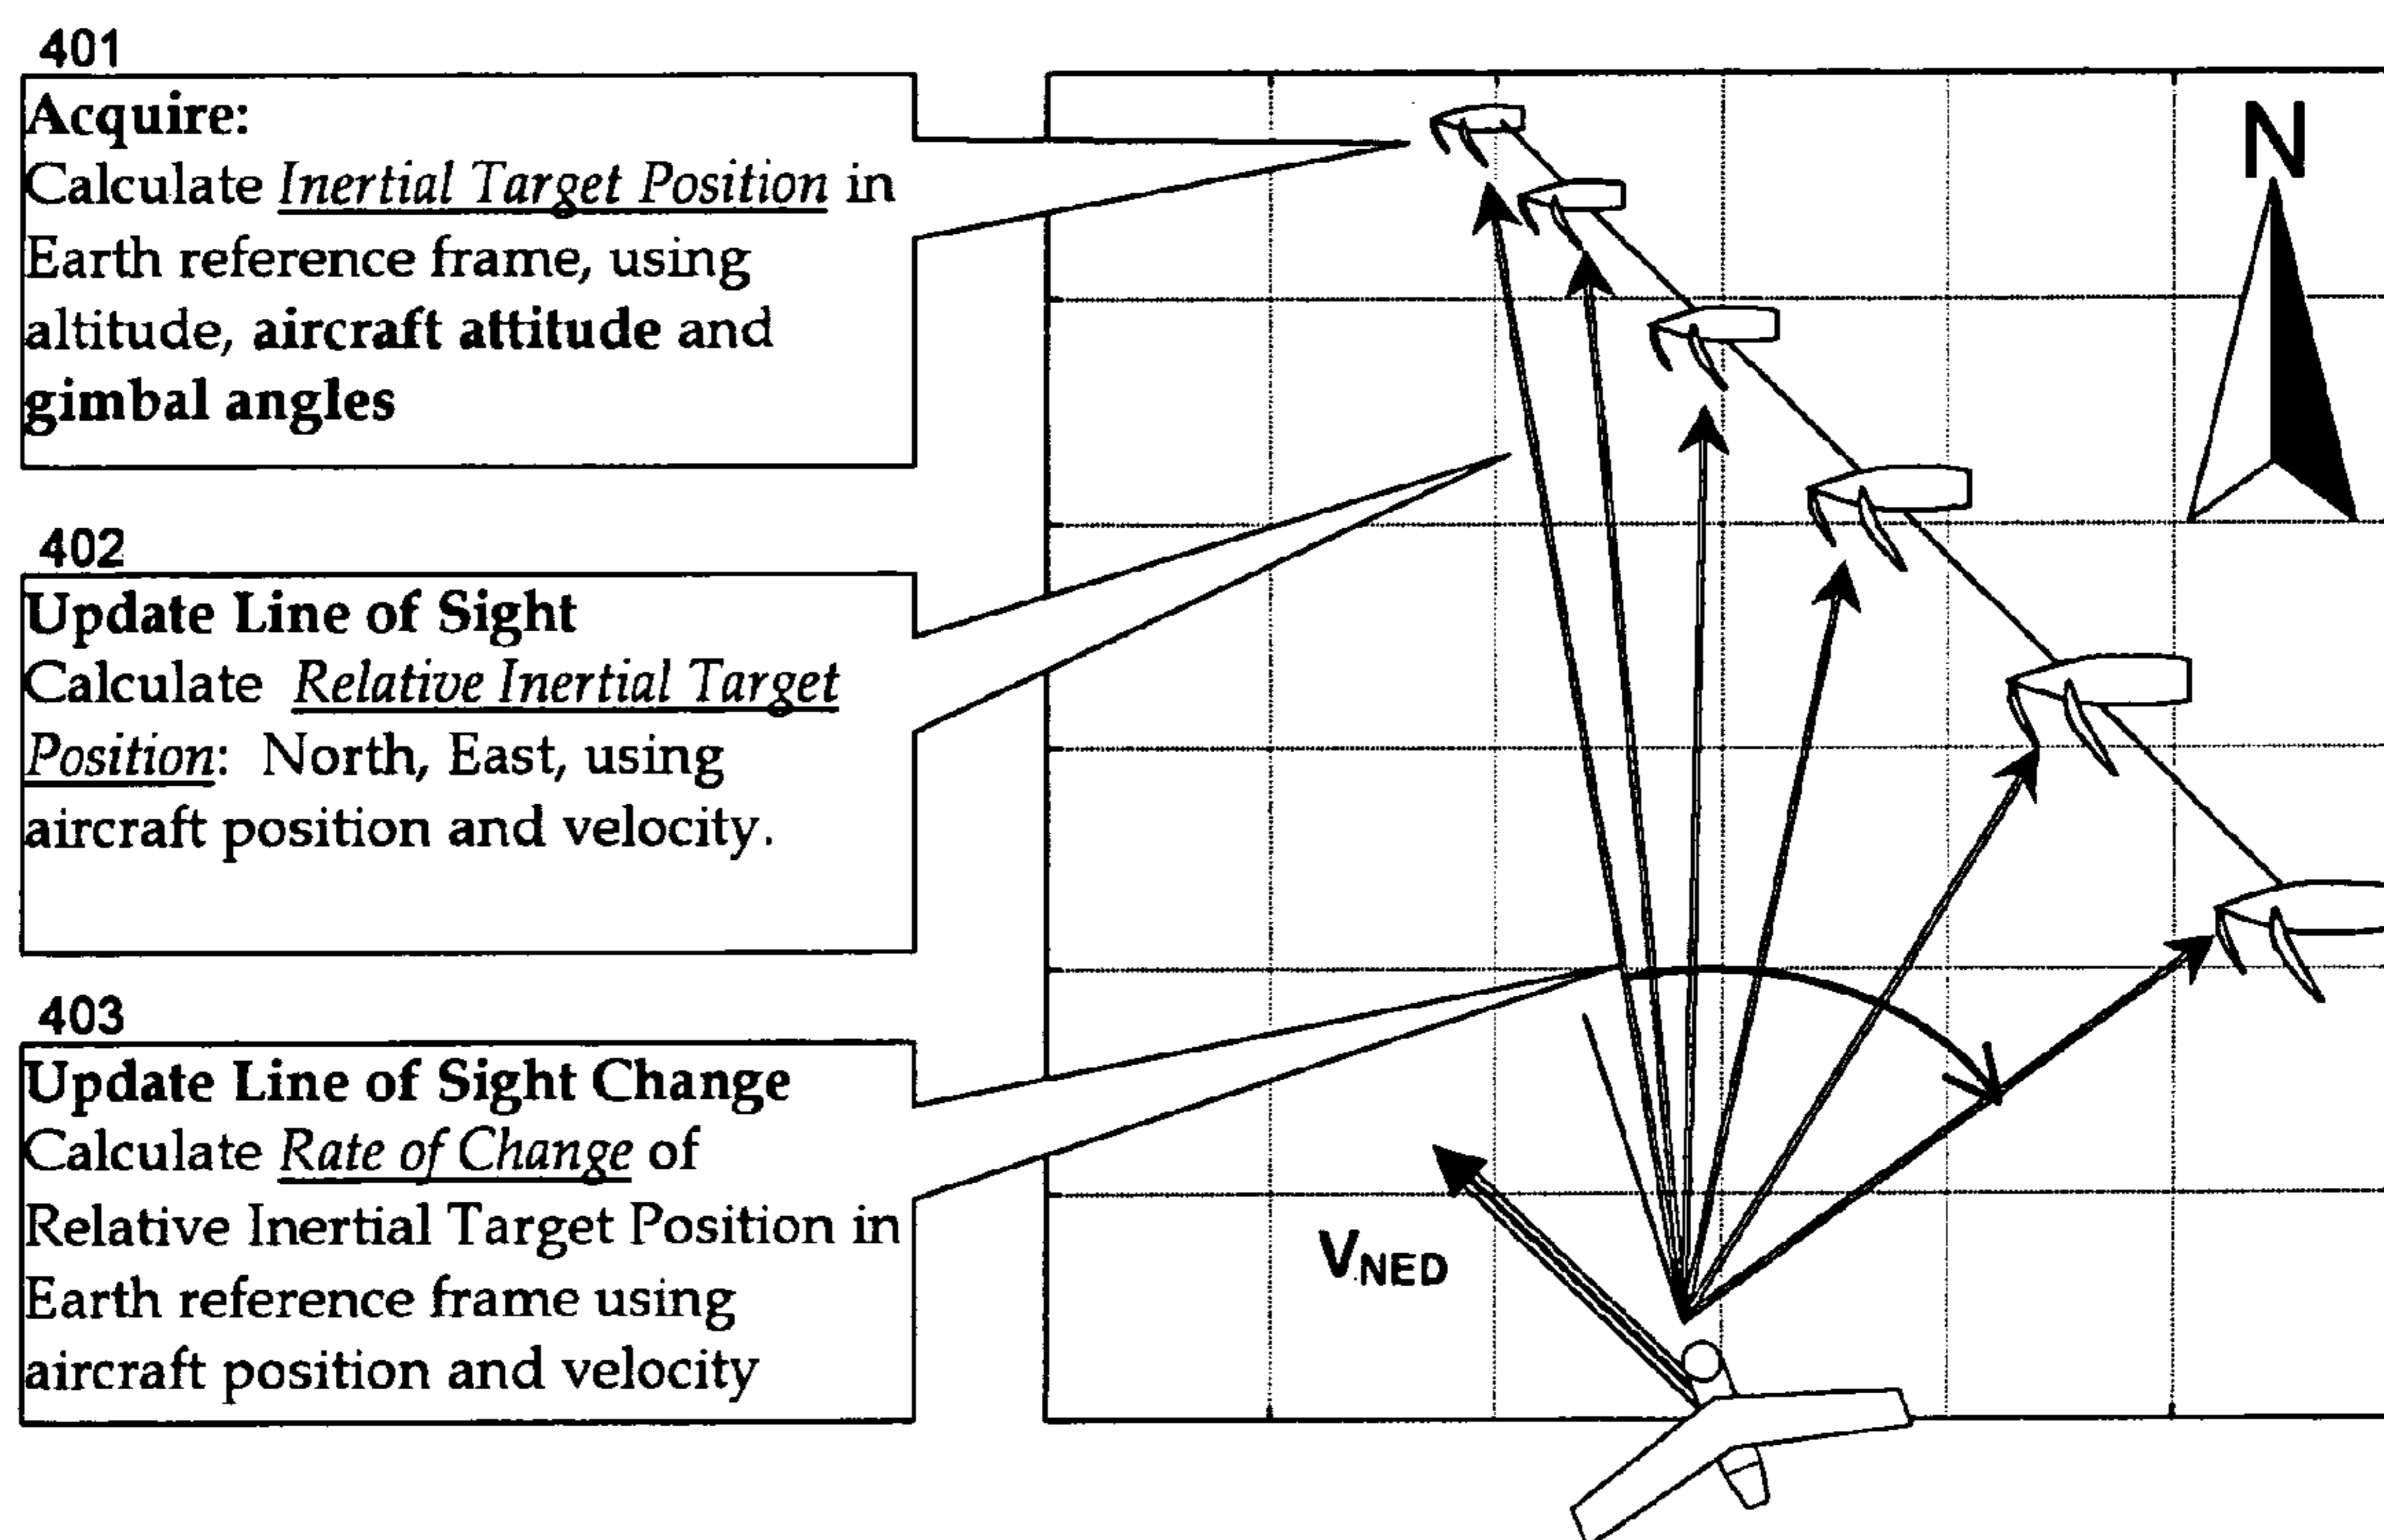 401
Acquire:
Calculate Inertial Target Position in
Earth reference frame, using
altitude, aircraft attitude and
gimbal angles
402
Update Line of Sight
Calculate Relative Inertial Target
Position: North, East, using
aircraft position and velocity.
403
Update Line of Sight Change
Calculate Rate of Change of
Relative Inertial Target Position in
Earth reference frame using
aircraft position and velocity
N
VNED